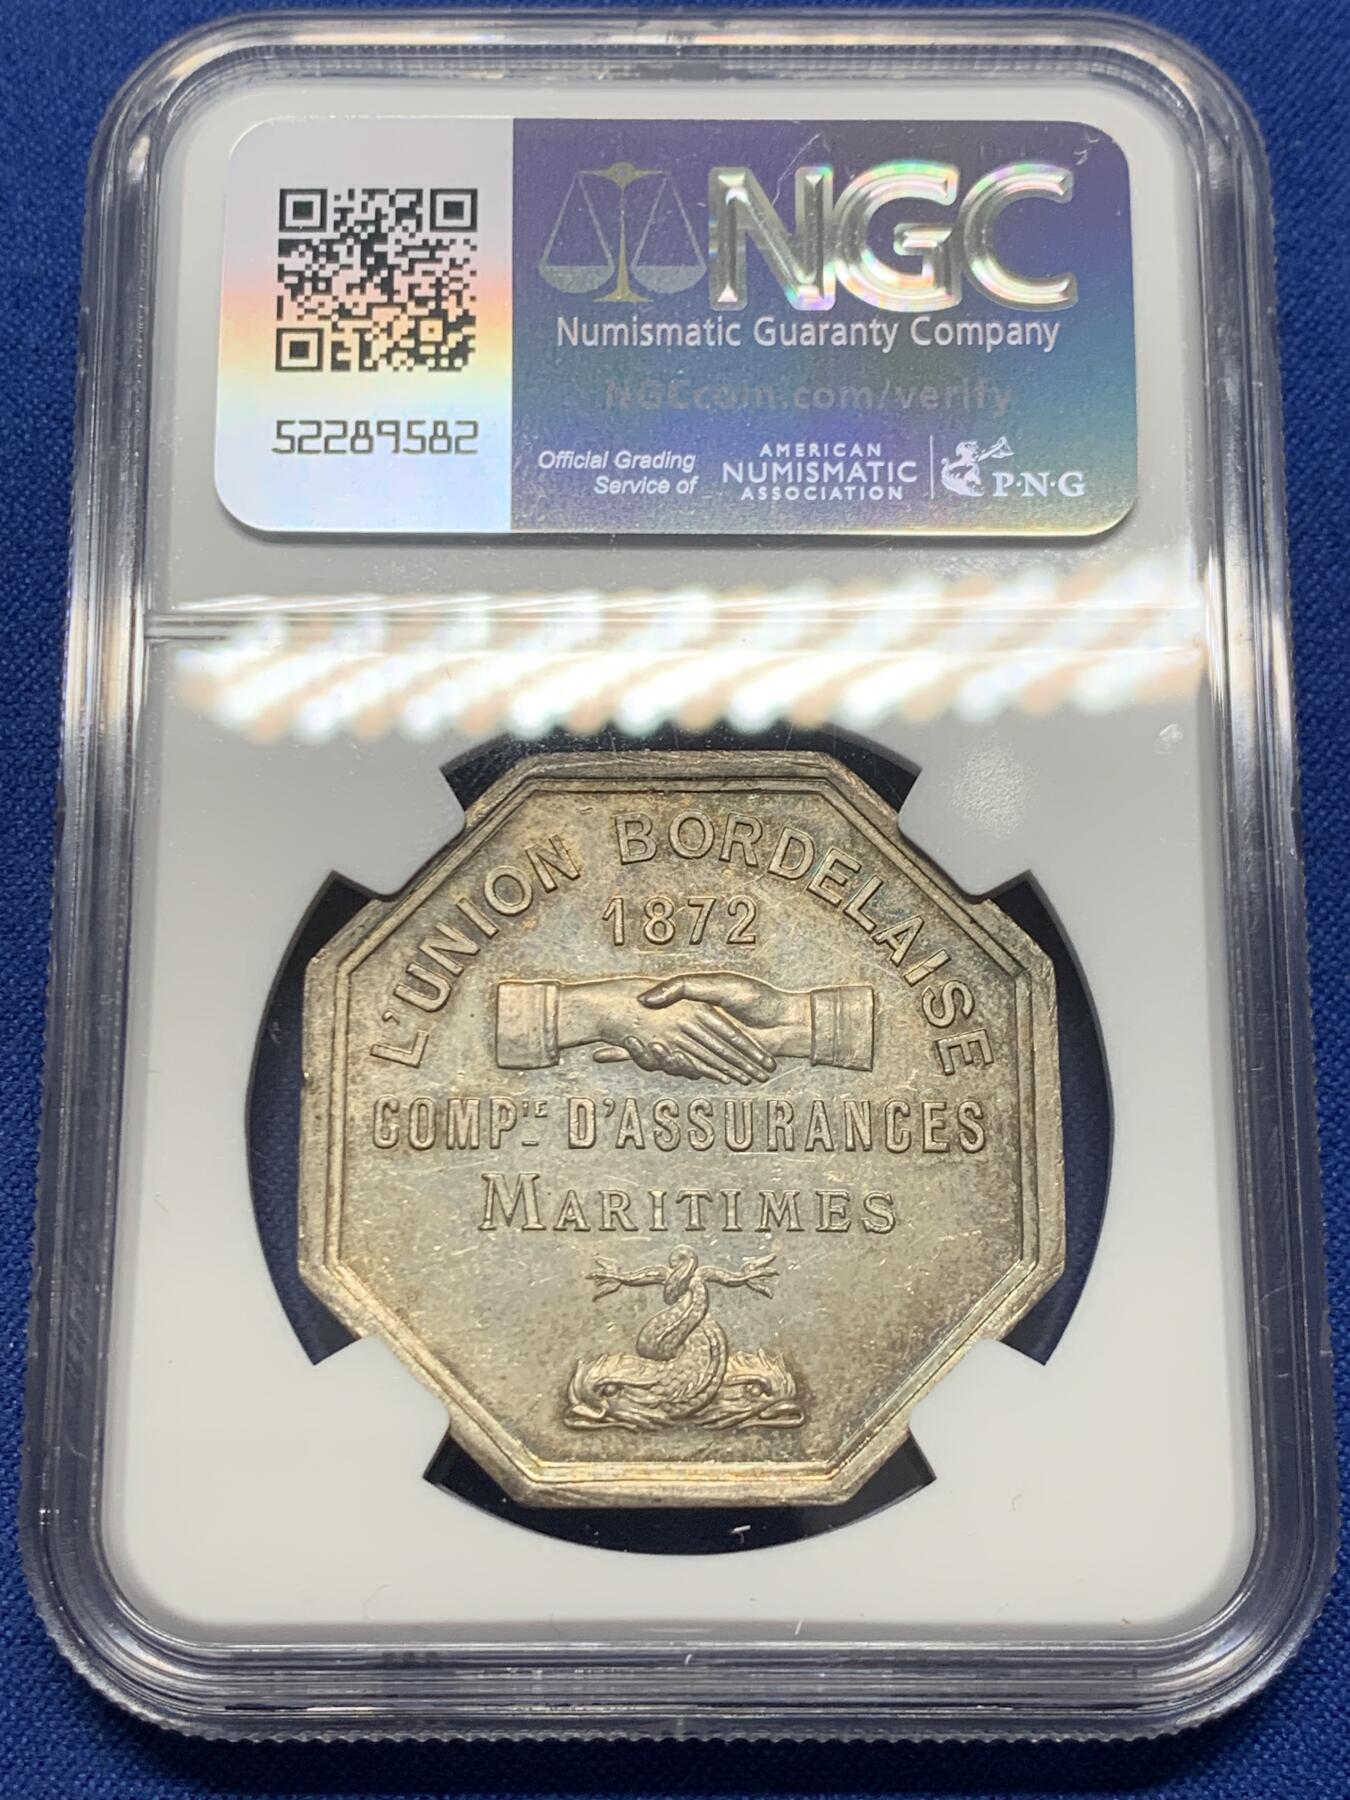 NGC
Numismatic Guaranty Company
NGCcoin.com/verify
52289582
Official Grading
Service of
AMERICAN
NUMISMATIC
ASSOCIATION
P·N·G
L'UNION BORDELAISE
1872
COMPIE D'ASSURANCES
MARITIMES